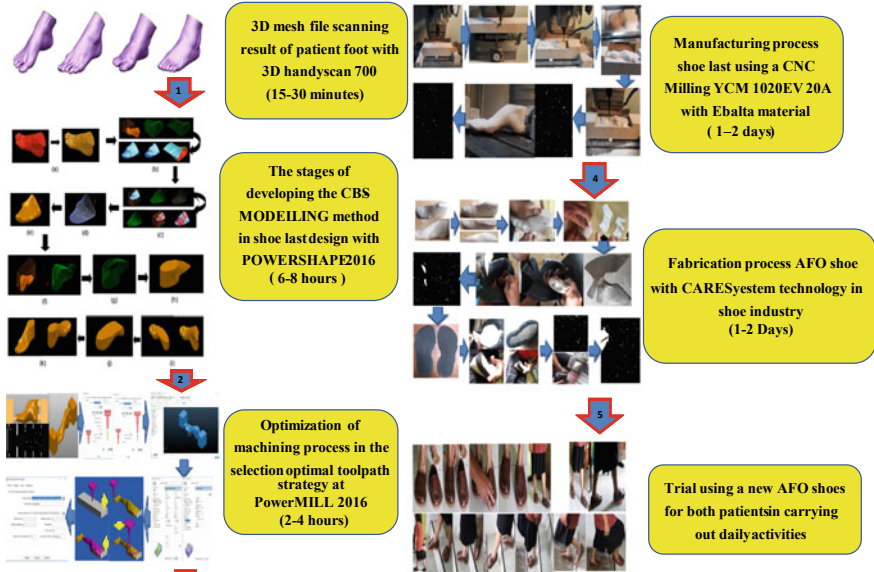 3D mesh file scanning
result of patient foot with
3D handyscan 700
(15-30 minutes)
1
(a)
(b)
The stages of
developing the CBS
MODEILLING method
in shoe last design with
POWERSHAPE2016
( 6-8 hours )
(e)
(d)
(c)
(f)
(g)
(h)
(k)
(j)
(i)
2
Optimization of
machining process in the
selection optimal toolpath
strategy at
PowerMILL 2016
(2-4 hours)
Manufacturing process
shoe last using a CNC
Milling YCM 1020EV 20A
with Ebalta material
( 1–2 days)
4
Fabrication process AFO shoe
with CARESyestem technology in
shoe industry
(1-2 Days)
5
Trial using a new AFO shoes
for both patientsin carrying
out daily activities